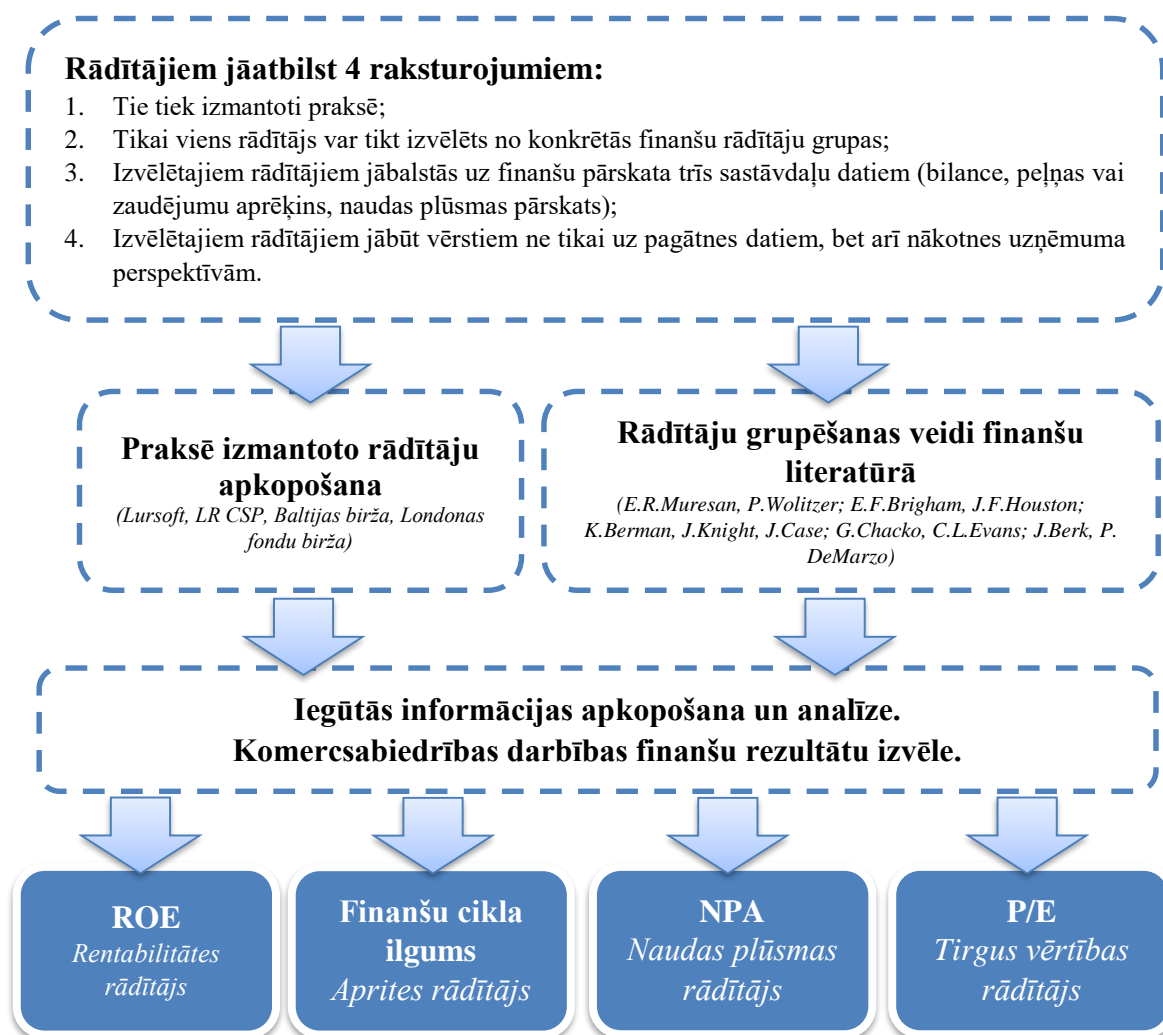 Rādītājiem jāatbilst 4 raksturojumiem:
1. Tie tiek izmantoti praksē;
2. Tikai viens rādītājs var tikt izvēlēts no konkrētās finanšu rādītāju grupas;
3. Izvēlētajiem rādītājiem jābalstās uz finanšu pārskata trīs sastāvdaļu datiem (bilance, peļņas vai
zaudējumu aprēķins, naudas plūsmas pārskats);
4. Izvēlētajiem rādītājiem jābūt vērstiem ne tikai uz pagātnes datiem, bet arī nākotnes uzņēmuma
perspektīvām.
Praksē izmantoto rādītāju
apkopošana
(Lursoft, LR CSP, Baltijas birža, Londonas
fondu birža)
Rādītāju grupēšanas veidi finanšu
literatūrā
(E.R.Muresan, P.Wolitzer; E.F.Brigham, J.F.Houston;
K.Berman, J.Knight, J.Case; G.Chacko, C.L.Evans; J.Berk, P.
DeMarzo)
Iegūtās informācijas apkopošana un analīze.
Komercsabiedrības darbības finanšu rezultātu izvēle.
ROE
Rentabilitātes
rādītājs
Finanšu cikla
ilgums
Aprites rādītājs
NPA
Naudas plūsmas
rādītājs
P/E
Tirgus vērtības
rādītājs